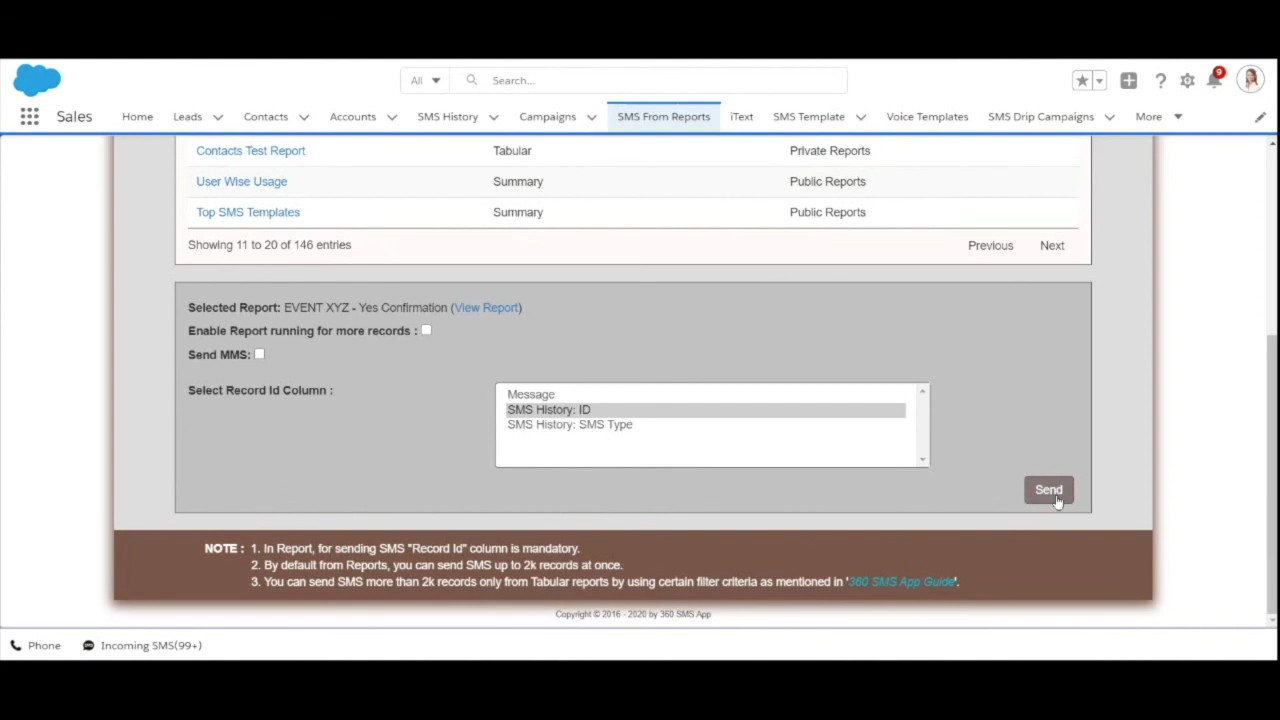 All
Search...
9
Sales
Home
Leads
Contacts
Accounts
SMS History
Campaigns
SMS From Reports
iText
SMS Template
Voice Templates
SMS Drip Campaigns
More
Contacts Test Report Tabular Private Reports
User Wise Usage Summary Public Reports
Top SMS Templates Summary Public Reports
Showing 11 to 20 of 146 entries
Previous Next
Selected Report: EVENT XYZ - Yes Confirmation (View Report)
Enable Report running for more records :
Send MMS:
Select Record Id Column :
Message
SMS History: ID
SMS History: SMS Type
Send
NOTE : 1. In Report, for sending SMS "Record Id" column is mandatory.
2. By default from Reports, you can send SMS up to 2k records at once.
3. You can send SMS more than 2k records only from Tabular reports by using certain filter criteria as mentioned in '360 SMS App Guide'.
Copyright © 2016 - 2020 by 360 SMS App
Phone
Incoming SMS(99+)